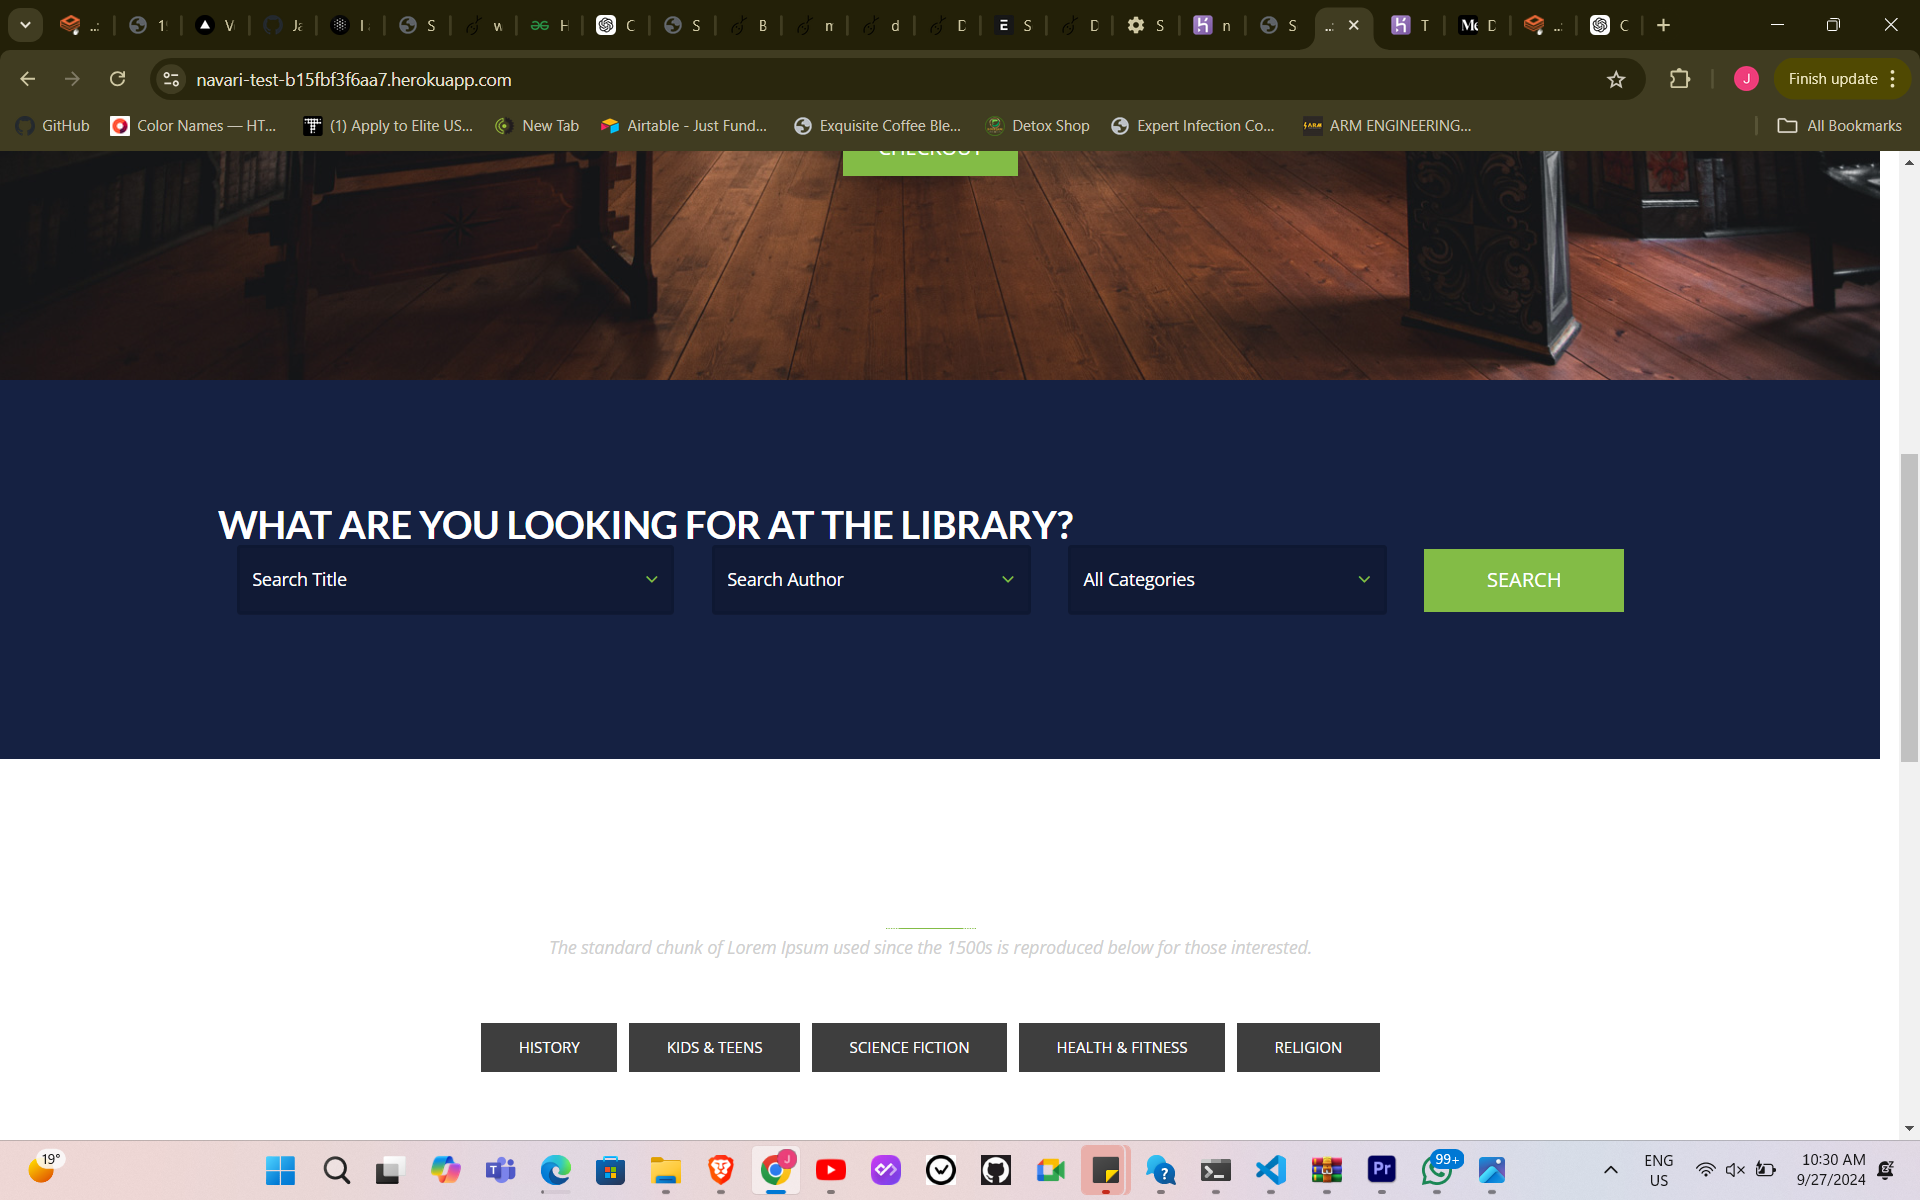 navari-test-b15fbf3f6aa7.herokuapp.com
J
Finish update
GitHub
Color Names — HT...
(1) Apply to Elite US...
New Tab
Airtable - Just Fund...
Exquisite Coffee Ble...
Detox Shop
Expert Infection Co...
ARM ENGINEERING...
All Bookmarks
WHAT ARE YOU LOOKING FOR AT THE LIBRARY?
Search Title
Search Author
All Categories
SEARCH
The standard chunk of Lorem Ipsum used since the 1500s is reproduced below for those interested.
HISTORY
KIDS & TEENS
SCIENCE FICTION
HEALTH & FITNESS
RELIGION
19°
99+
ENG
US
10:30 AM
9/27/2024